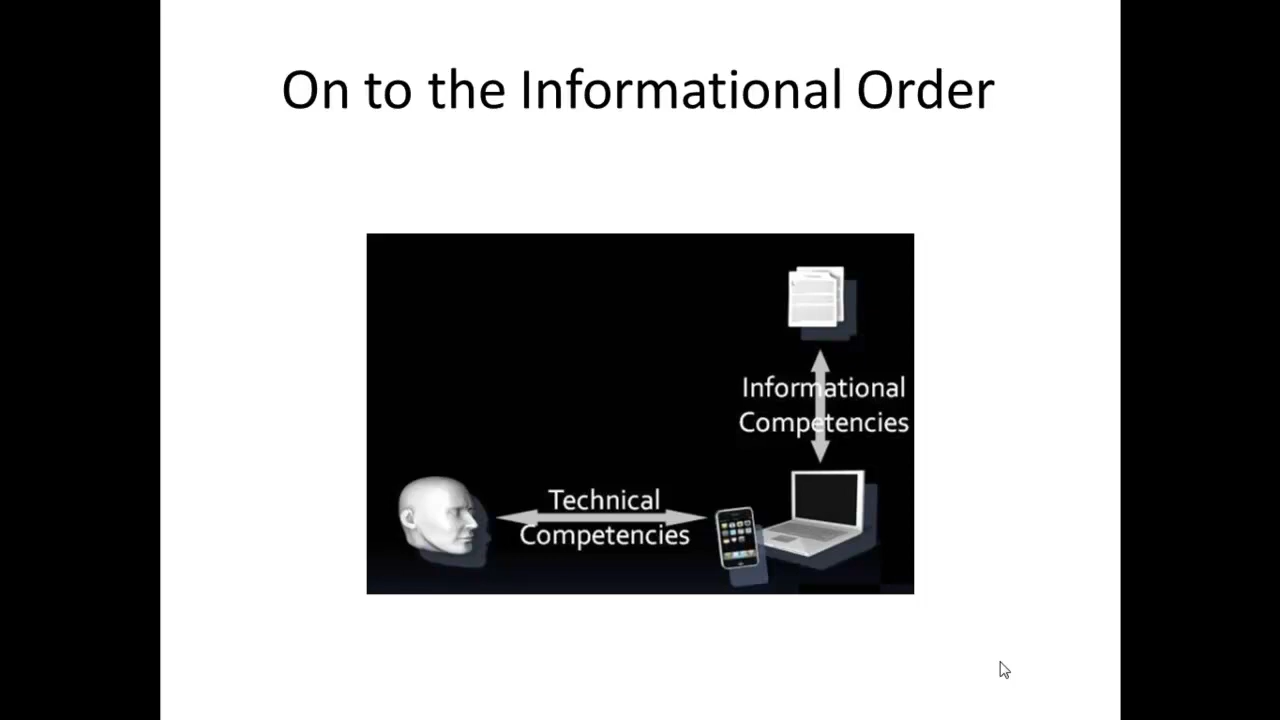 On to the Informational Order
Informational
Competencies
Technical
Competencies